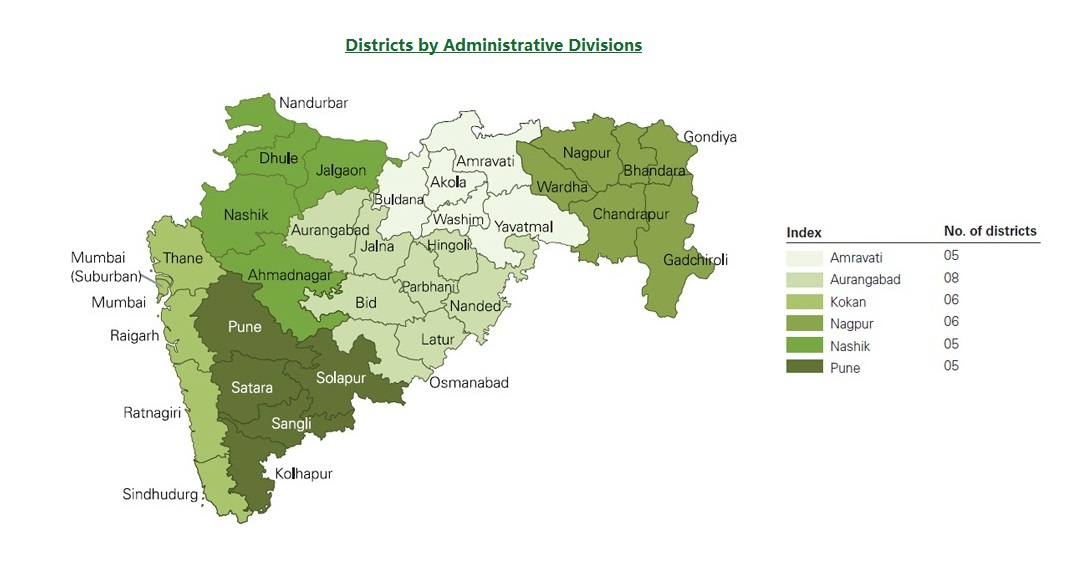 Districts by Administrative Divisions
Nandurbar
Gondiya
Nagpur
Dhule
Amravati
Jalgaon
Bhandara
Akola
Wardha
Buldana
Nashik
Chandrapur
Washim
Yavatmal
Aurangabad
Jalna
Hingoli
Mumbai
(Suburban)
Thane
Gadchiroli
Ahmadnagar
Parbhani
Mumbai
Bid
Nanded
Pune
Raigarh
Latur
Solapur
Osmanabad
Satara
Ratnagiri
Sangli
Kolhapur
Sindhudurg
Index No. of districts
Amravati 05
Aurangabad 08
Kokan 06
Nagpur 06
Nashik 05
Pune 05